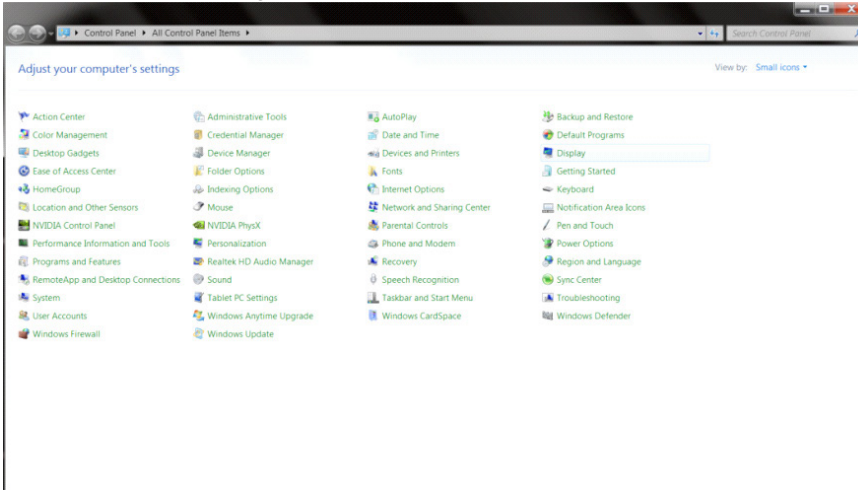 Control Panel ▸ All Control Panel Items ▸ Search Control Panel
Adjust your computer's settings View by: Small icons
Action Center Administrative Tools AutoPlay Backup and Restore
Color Management Credential Manager Date and Time Default Programs
Desktop Gadgets Device Manager Devices and Printers Display
Ease of Access Center Folder Options Fonts Getting Started
HomeGroup Indexing Options Internet Options Keyboard
Location and Other Sensors Mouse Network and Sharing Center Notification Area Icons
NVIDIA Control Panel NVIDIA PhysX Parental Controls Pen and Touch
Performance Information and Tools Personalization Phone and Modem Power Options
Programs and Features Realtek HD Audio Manager Recovery Region and Language
RemoteApp and Desktop Connections Sound Speech Recognition Sync Center
System Tablet PC Settings Taskbar and Start Menu Troubleshooting
User Accounts Windows Anytime Upgrade Windows CardSpace Windows Defender
Windows Firewall Windows Update